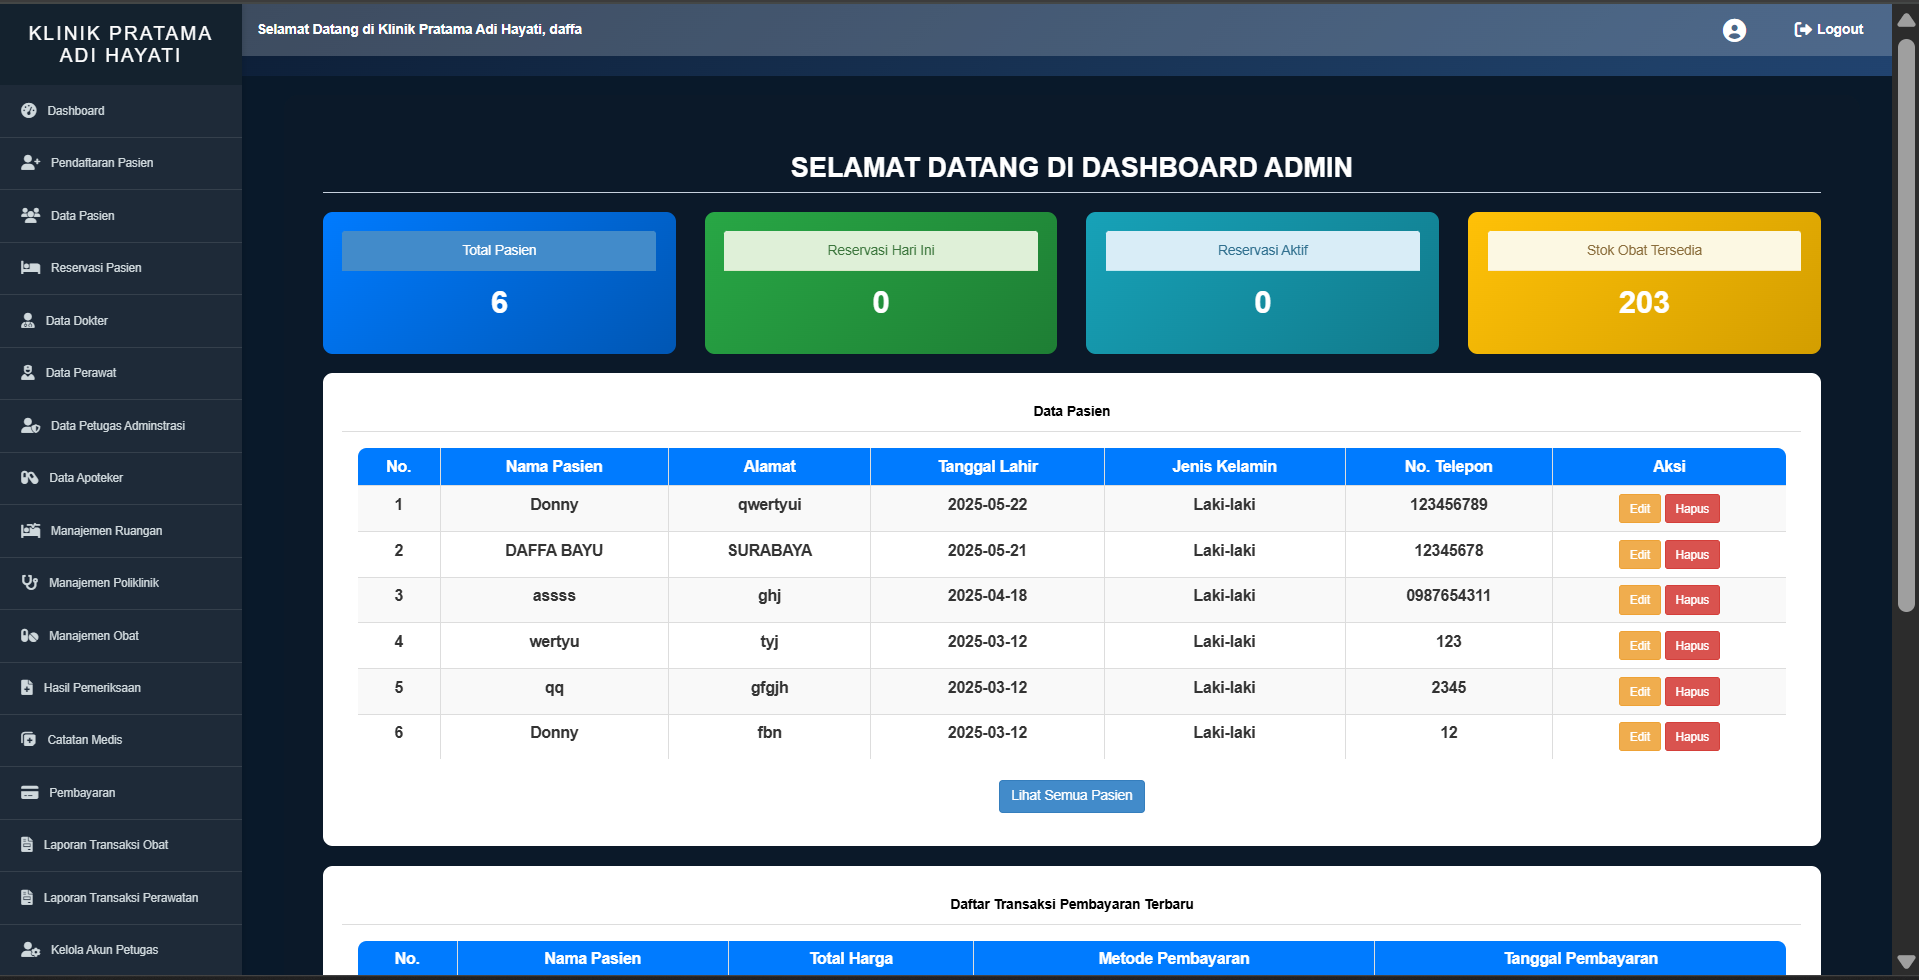 KLINIK PRATAMA
ADI HAYATI
Selamat Datang di Klinik Pratama Adi Hayati, daffa
Logout
Dashboard
Pendaftaran Pasien
Data Pasien
Reservasi Pasien
Data Dokter
Data Perawat
Data Petugas Adminstrasi
Data Apoteker
Manajemen Ruangan
Manajemen Poliklinik
Manajemen Obat
Hasil Pemeriksaan
Catatan Medis
Pembayaran
Laporan Transaksi Obat
Laporan Transaksi Perawatan
Kelola Akun Petugas
SELAMAT DATANG DI DASHBOARD ADMIN
Total Pasien
6
Reservasi Hari Ini
0
Reservasi Aktif
0
Stok Obat Tersedia
203
Data Pasien
No. Nama Pasien Alamat Tanggal Lahir Jenis Kelamin No. Telepon Aksi
1 Donny qwertyui 2025-05-22 Laki-laki 123456789 Edit Hapus
2 DAFFA BAYU SURABAYA 2025-05-21 Laki-laki 12345678 Edit Hapus
3 assss ghj 2025-04-18 Laki-laki 0987654311 Edit Hapus
4 wertyu tyj 2025-03-12 Laki-laki 123 Edit Hapus
5 qq gfgjh 2025-03-12 Laki-laki 2345 Edit Hapus
6 Donny fbn 2025-03-12 Laki-laki 12 Edit Hapus
Lihat Semua Pasien
Daftar Transaksi Pembayaran Terbaru
No. Nama Pasien Total Harga Metode Pembayaran Tanggal Pembayaran